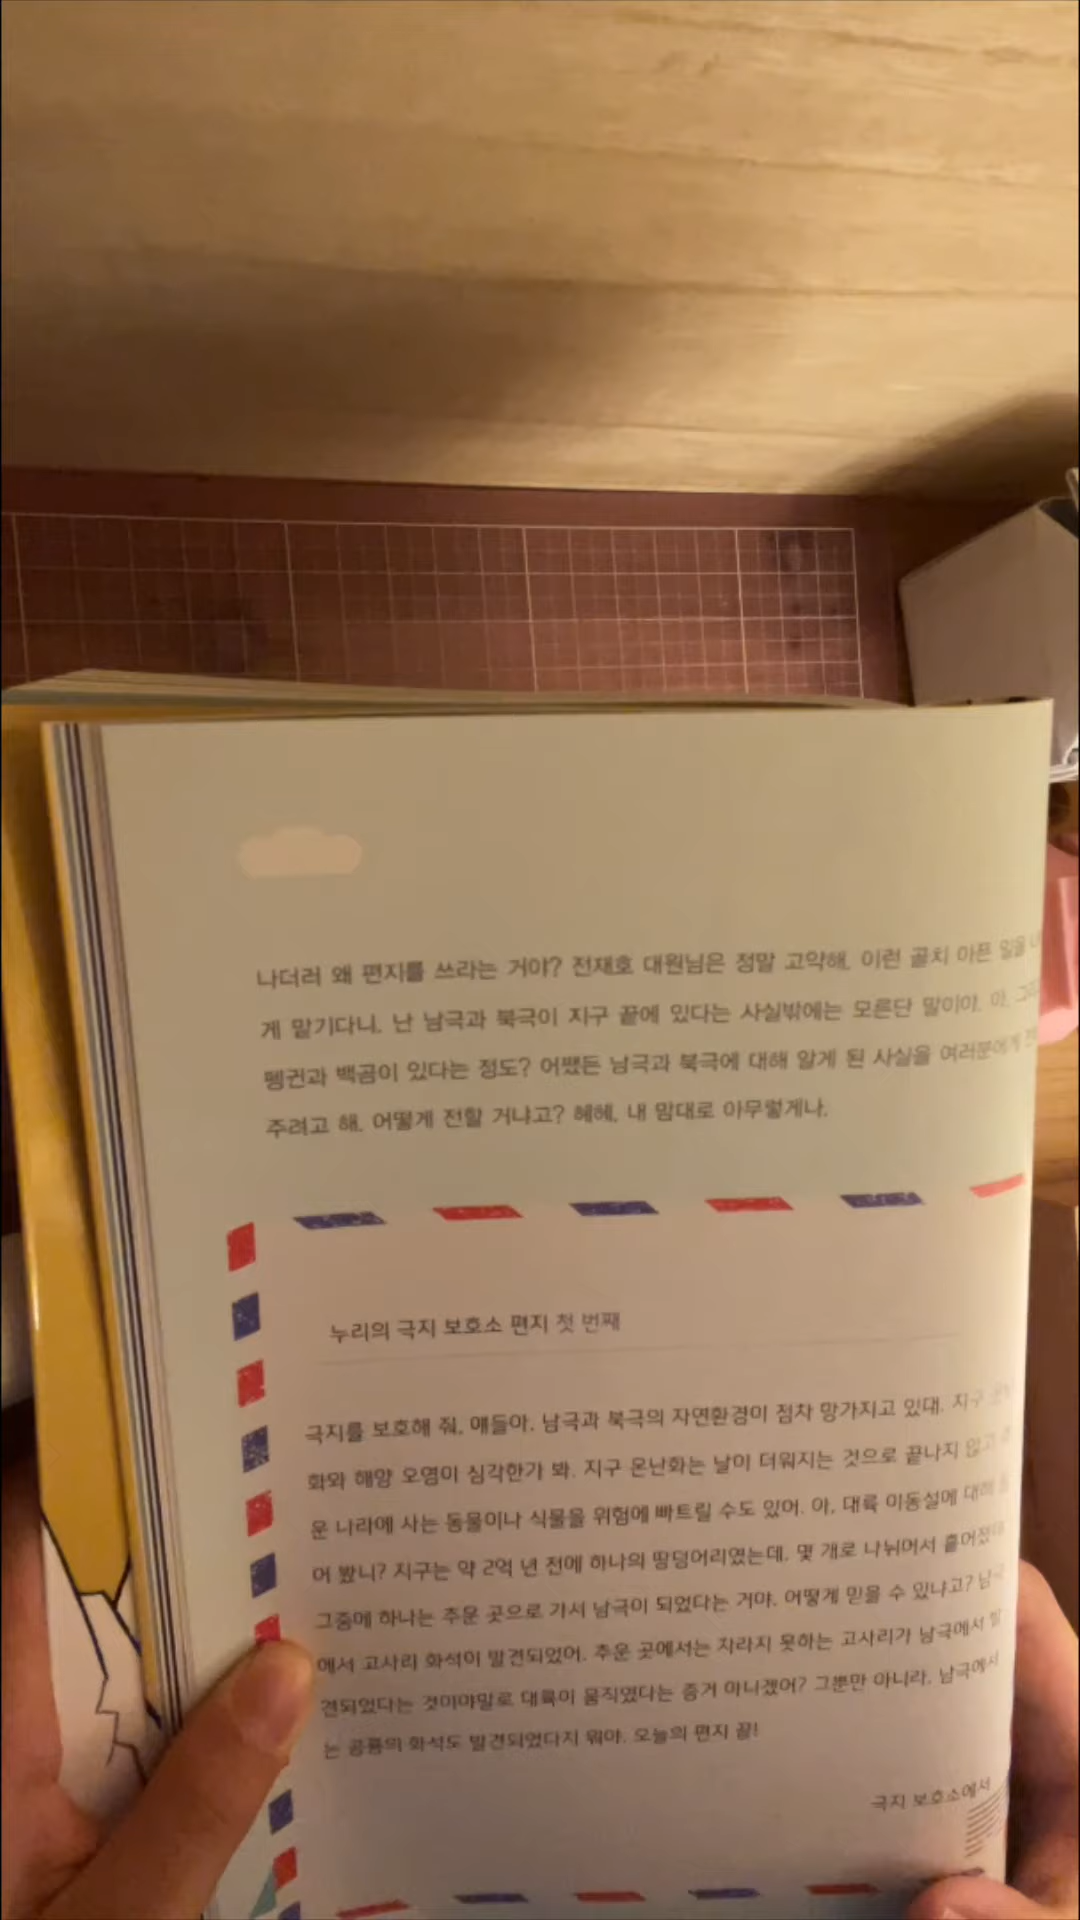 나더러 왜 편지를 쓰라는 거야? 전재호 대원님은 정말 고약해. 이런 골치 아픈 일을
게 맡기다니. 난 남극과 북극이 지구 끝에 있다는 사실밖에는 모른단 말이야. 아,
펭귄과 백곰이 있다는 정도? 어쨌든 남극과 북극에 대해 알게 된 사실을 여러분에게
주려고 해. 어떻게 전할 거냐고? 헤헤, 내 맘대로 아무렇게나.
누리의 극지 보호소 편지 첫 번째
극지를 보호해 줘, 얘들아. 남극과 북극의 자연환경이 점차 망가지고 있대. 지구
화와 해양 오염이 심각한가 봐. 지구 온난화는 날이 더워지는 것으로 끝나지 않고
운 나라에 사는 동물이나 식물을 위험에 빠트릴 수도 있어. 아, 대륙 이동설에 대해
어 봤니? 지구는 약 2억 년 전에 하나의 땅덩어리였는데, 몇 개로 나뉘어서 흩어졌대
그중에 하나는 추운 곳으로 가서 남극이 되었다는 거야. 어떻게 믿을 수 있냐고? 남극
에서 고사리 화석이 발견되었어. 추운 곳에서는 자라지 못하는 고사리가 남극에서 발
견되었다는 것이야말로 대륙이 움직였다는 증거 아니겠어? 그뿐만 아니라, 남극에서
는 공룡의 화석도 발견되었다지 뭐야. 오늘의 편지 끝!
극지 보호소에서